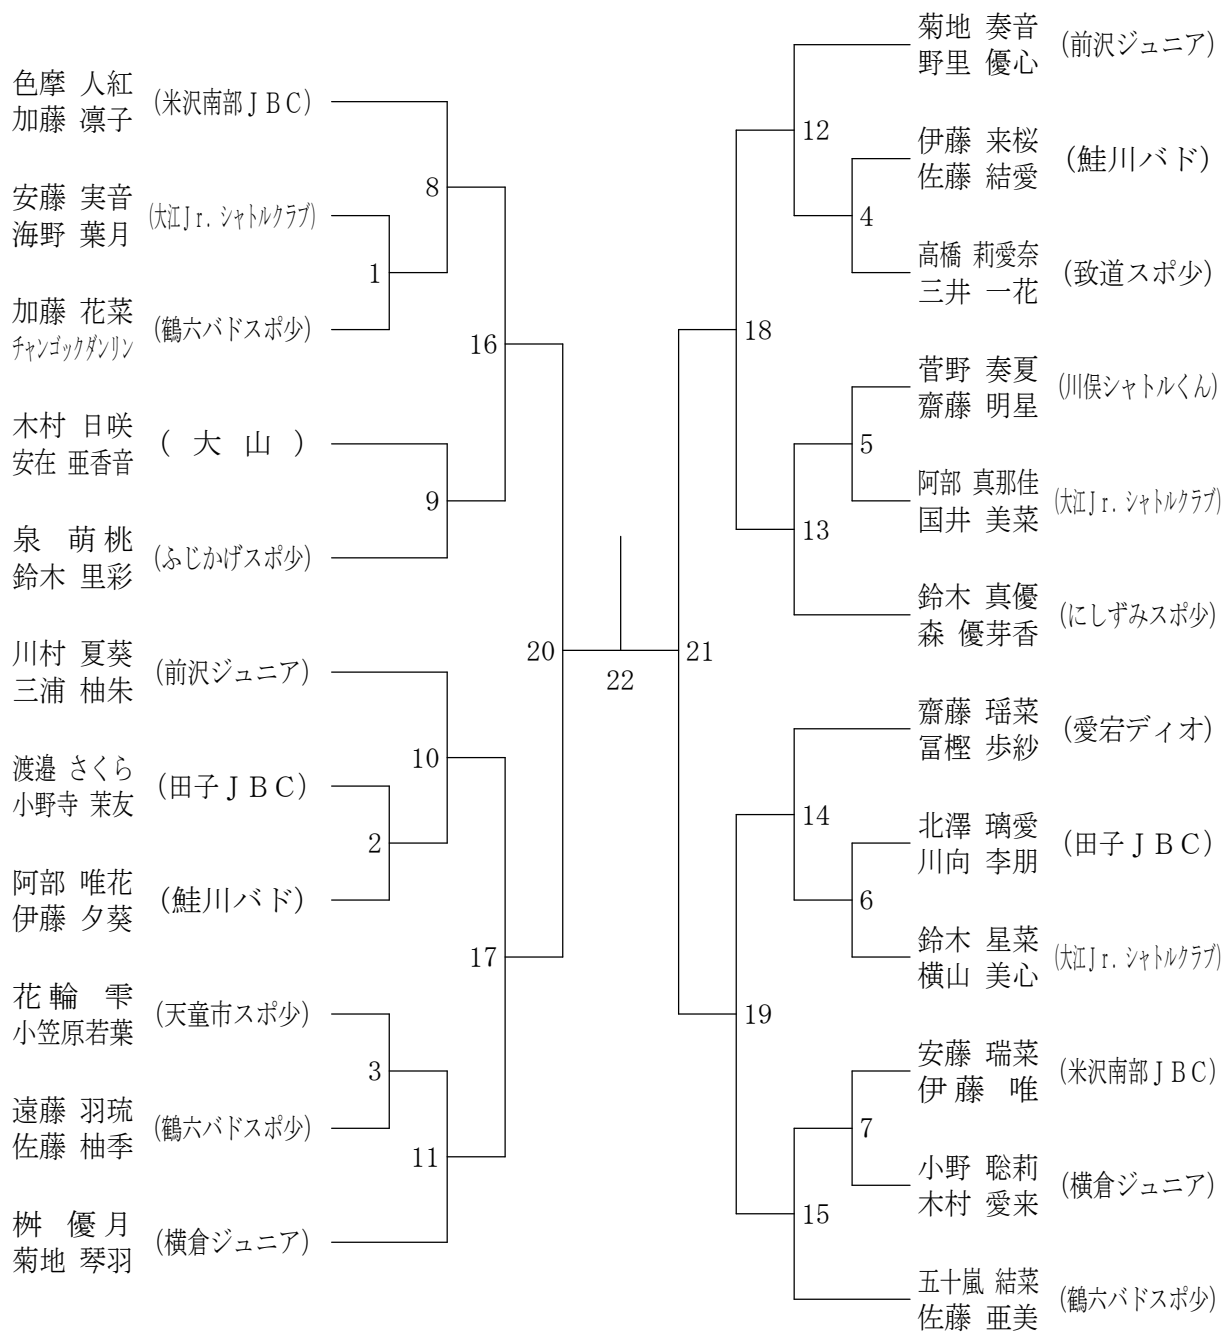 色摩 人紅
加藤 凛子
(米沢南部ＪＢＣ)
安藤 実音
海野 葉月
(大江Ｊｒ．シャトルクラブ)
加藤 花菜
チャンゴックダンリン
(鶴六バドスポ少)
木村 日咲
安在 亜香音
( 大 山 )
泉 萌桃
鈴木 里彩
(ふじかげスポ少)
川村 夏葵
三浦 柚朱
(前沢ジュニア)
渡邉 さくら
小野寺 茉友
(田子ＪＢＣ)
阿部 唯花
伊藤 夕葵
(鮭川バド)
花輪 雫
小笠原若葉
(天童市スポ少)
遠藤 羽琉
佐藤 柚季
(鶴六バドスポ少)
桝 優月
菊地 琴羽
(横倉ジュニア)
8
1
16
9
20
10
2
17
3
11
22
21
12
4
18
5
13
14
6
19
7
15
菊地 奏音
野里 優心
(前沢ジュニア)
伊藤 来桜
佐藤 結愛
(鮭川バド)
高橋 莉愛奈
三井 一花
(致道スポ少)
菅野 奏夏
齋藤 明星
(川俣シャトルくん)
阿部 真那佳
国井 美菜
(大江Ｊｒ．シャトルクラブ)
鈴木 真優
森 優芽香
(にしずみスポ少)
齋藤 瑶菜
冨樫 歩紗
(愛宕ディオ)
北澤 璃愛
川向 李朋
(田子ＪＢＣ)
鈴木 星菜
横山 美心
(大江Ｊｒ．シャトルクラブ)
安藤 瑞菜
伊藤 唯
(米沢南部ＪＢＣ)
小野 聡莉
木村 愛来
(横倉ジュニア)
五十嵐 結菜
佐藤 亜美
(鶴六バドスポ少)